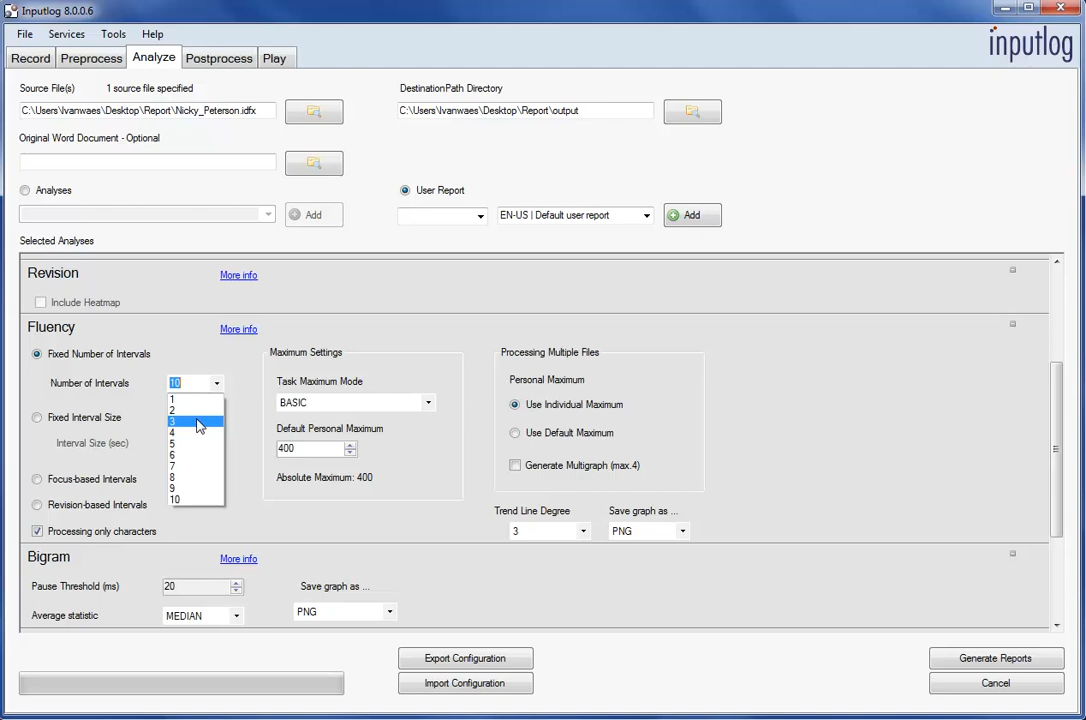 Inputlog 8.0.0.6
File Services Tools Help
inputlog
Record Preprocess Analyze Postprocess Play
Source File(s) 1 source file specified DestinationPath Directory
C:\Users\lvanwaes\Desktop\Report\Nicky_Peterson.idfx C:\Users\lvanwaes\Desktop\Report\output
Original Word Document - Optional
Analyses User Report
Add EN-US | Default user report Add
Selected Analyses
Revision More info
Include Heatmap
Fluency More info
Fixed Number of Intervals Maximum Settings Processing Multiple Files
Number of Intervals 10 Task Maximum Mode Personal Maximum
1
2
3
4
5
6
7
8
9
10
BASIC Use Individual Maximum
Fixed Interval Size Default Personal Maximum Use Default Maximum
Interval Size (sec) 400
Focus-based Intervals Absolute Maximum: 400 Generate Multigraph (max.4)
Revision-based Intervals Trend Line Degree Save graph as ...
Processing only characters 3 PNG
Bigram More info
Pause Threshold (ms) 20 Save graph as ...
Average statistic MEDIAN PNG
Export Configuration Generate Reports
Import Configuration Cancel